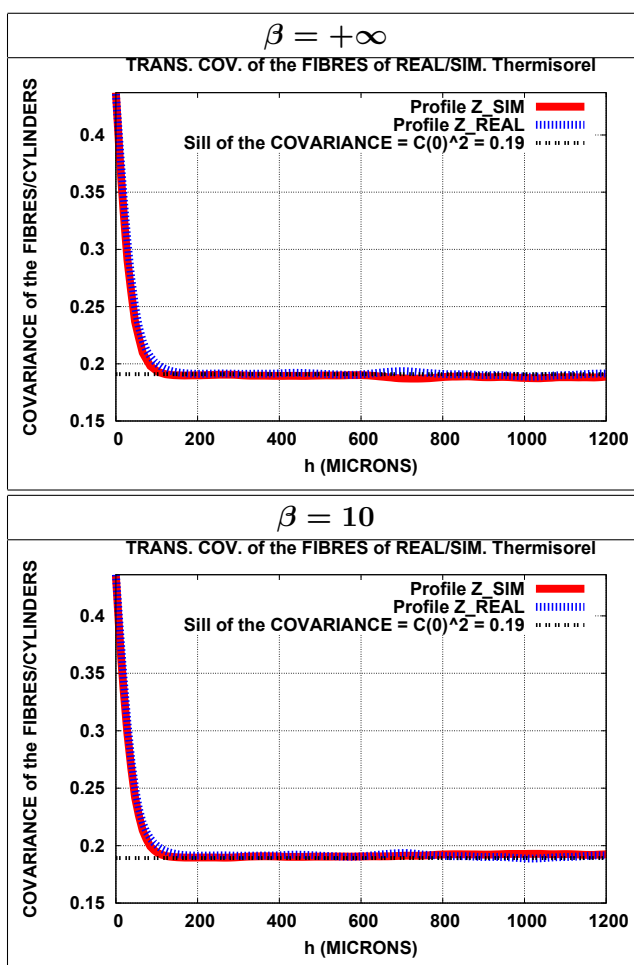 β = +∞
TRANS. COV. of the FIBRES of REAL/SIM. Thermisorel
COVARIANCE of the FIBRES/CYLINDERS
Profile Z_SIM
Profile Z_REAL
Sill of the COVARIANCE = C(0)^2 = 0.19
0.4
0.35
0.3
0.25
0.2
0.15
0 200 400 600 800 1000 1200
h (MICRONS)
β = 10
TRANS. COV. of the FIBRES of REAL/SIM. Thermisorel
COVARIANCE of the FIBRES/CYLINDERS
Profile Z_SIM
Profile Z_REAL
Sill of the COVARIANCE = C(0)^2 = 0.19
0.4
0.35
0.3
0.25
0.2
0.15
0 200 400 600 800 1000 1200
h (MICRONS)